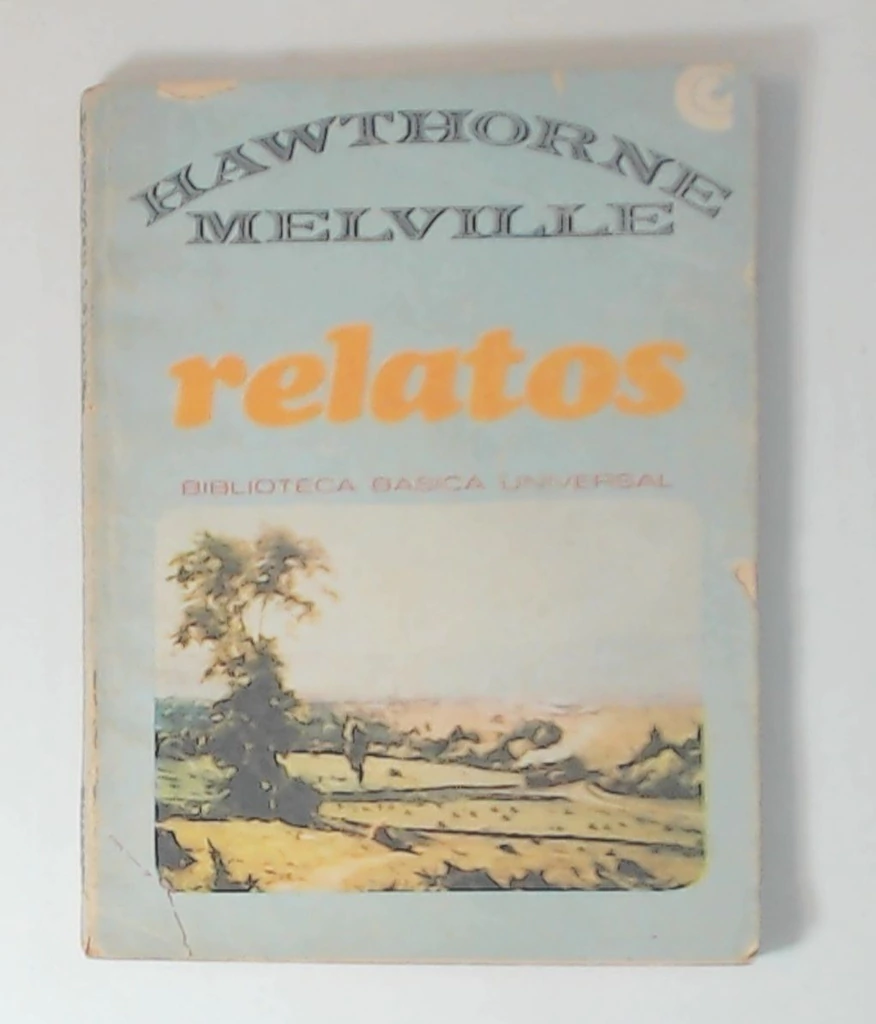 HAWTHORNE
MELVILLE
relatos
BIBLIOTECA BASICA UNIVERSAL